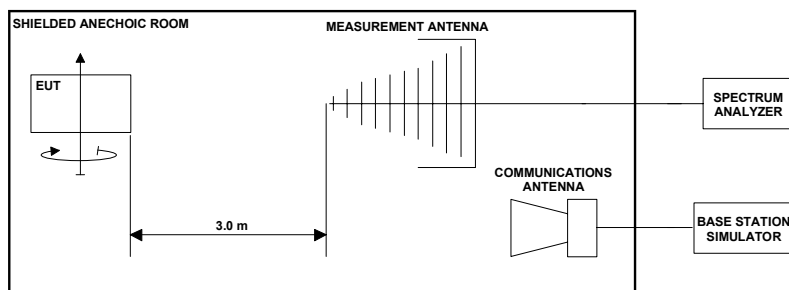 SHIELDED ANECHOIC ROOM
MEASUREMENT ANTENNA
EUT
SPECTRUM
ANALYZER
COMMUNICATIONS
ANTENNA
3.0 m
BASE STATION
SIMULATOR